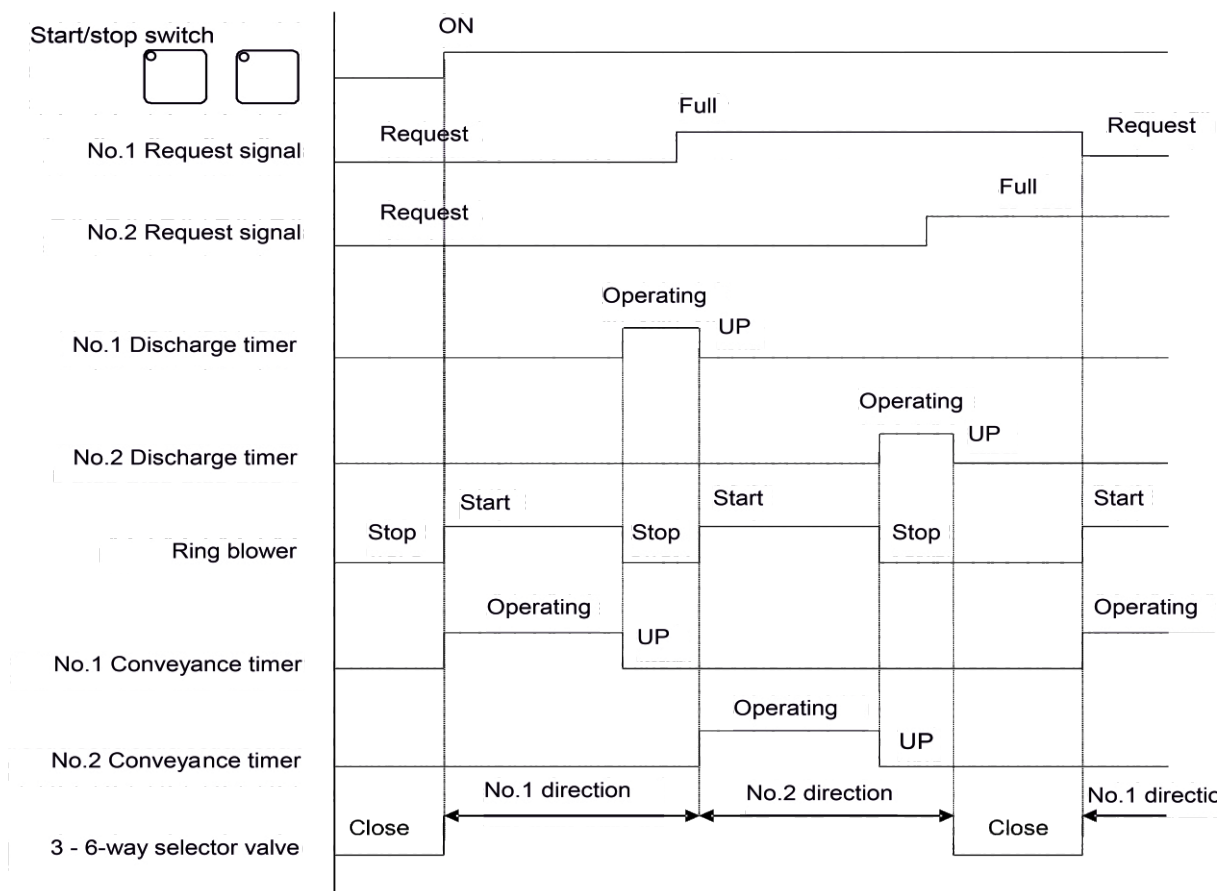 ON
Start/stop switch
Full
Request
Request
No.1 Request signal
Full
Request
No.2 Request signal
Operating
UP
No.1 Discharge timer
Operating
UP
No.2 Discharge timer
Start
Start
Start
Stop
Stop
Stop
Ring blower
Operating
Operating
UP
No.1 Conveyance timer
Operating
UP
No.2 Conveyance timer
No.1 direction
No.2 direction
No.1 directio
Close
Close
3 - 6-way selector valve